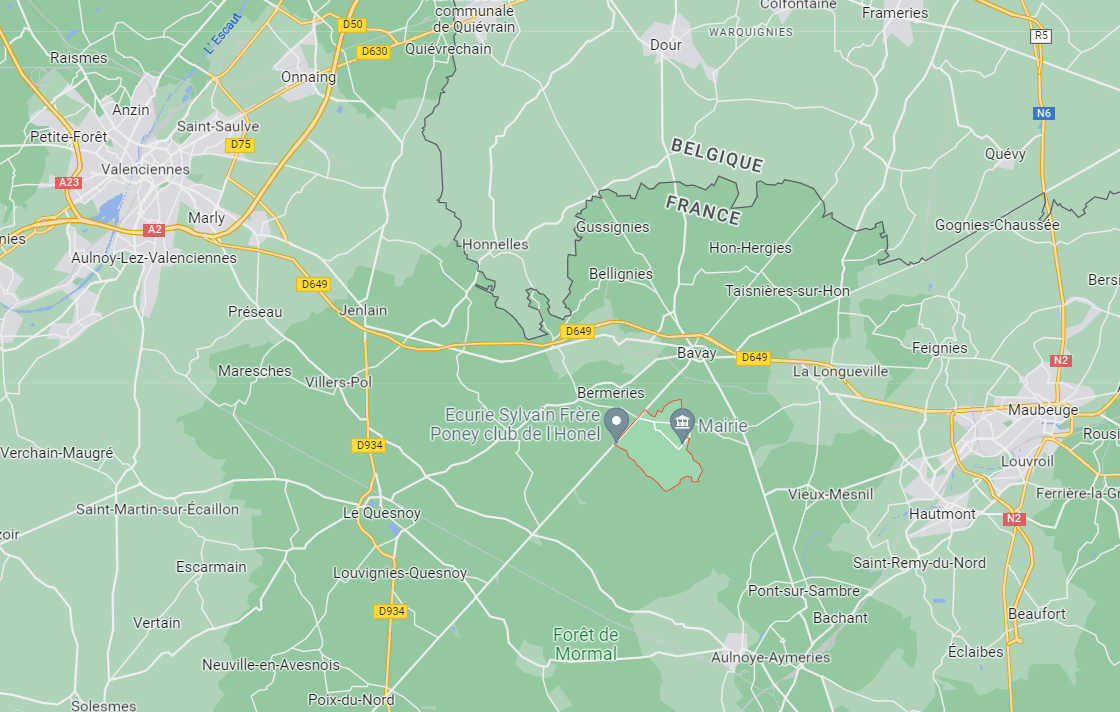 communale
de Quiévrain
Colfontaine
Frameries
D50
L' Escaut
D630
Quiévrechain
Dour
WARQUIGNIES
R5
Raismes
Onnaing
Anzin
N6
Saint-Saulve
Petite-Forêt
D75
BELGIQUE
Quévy
Valenciennes
A23
FRANCE
Marly
A2
Gussignies
Gognies-Chaussée
nies
Honnelles
Hon-Hergies
Aulnoy-Lez-Valenciennes
Bellignies
Bersi
D649
Taisnières-sur-Hon
Préseau
Jenlain
D649
Feignies
Bavay
D649
N2
Maresches
La Longueville
Villers-Pol
Bermeries
Maubeuge
Ecurie Sylvain Frère
Poney club de l'Honel
Mairie
Rousi
D934
Verchain-Maugré
Louvroil
Vieux-Mesnil
Ferrière-la-Gr
Saint-Martin-sur-Écaillon
Le Quesnoy
Hautmont
N2
zoir
Escarmain
Saint-Remy-du-Nord
Louvignies-Quesnoy
Pont-sur-Sambre
D934
Bachant
Beaufort
Vertain
Forêt de
Mormal
Éclaibes
Neuville-en-Avesnois
Aulnoye-Aymeries
Poix-du-Nord
Solesmes